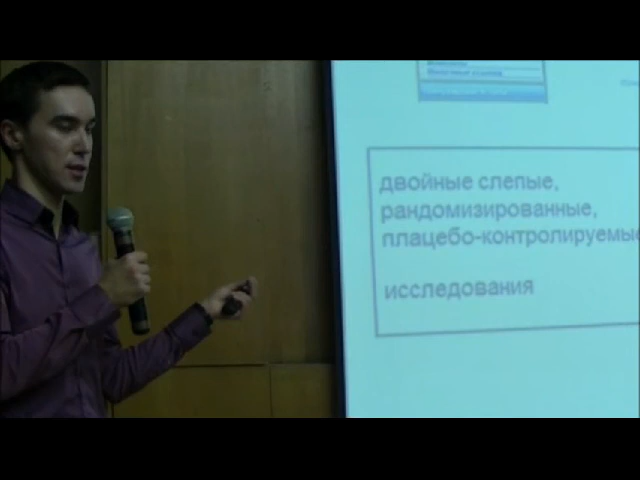 двойные слепые,
рандомизированные,
плацебо-контролируемые
исследования